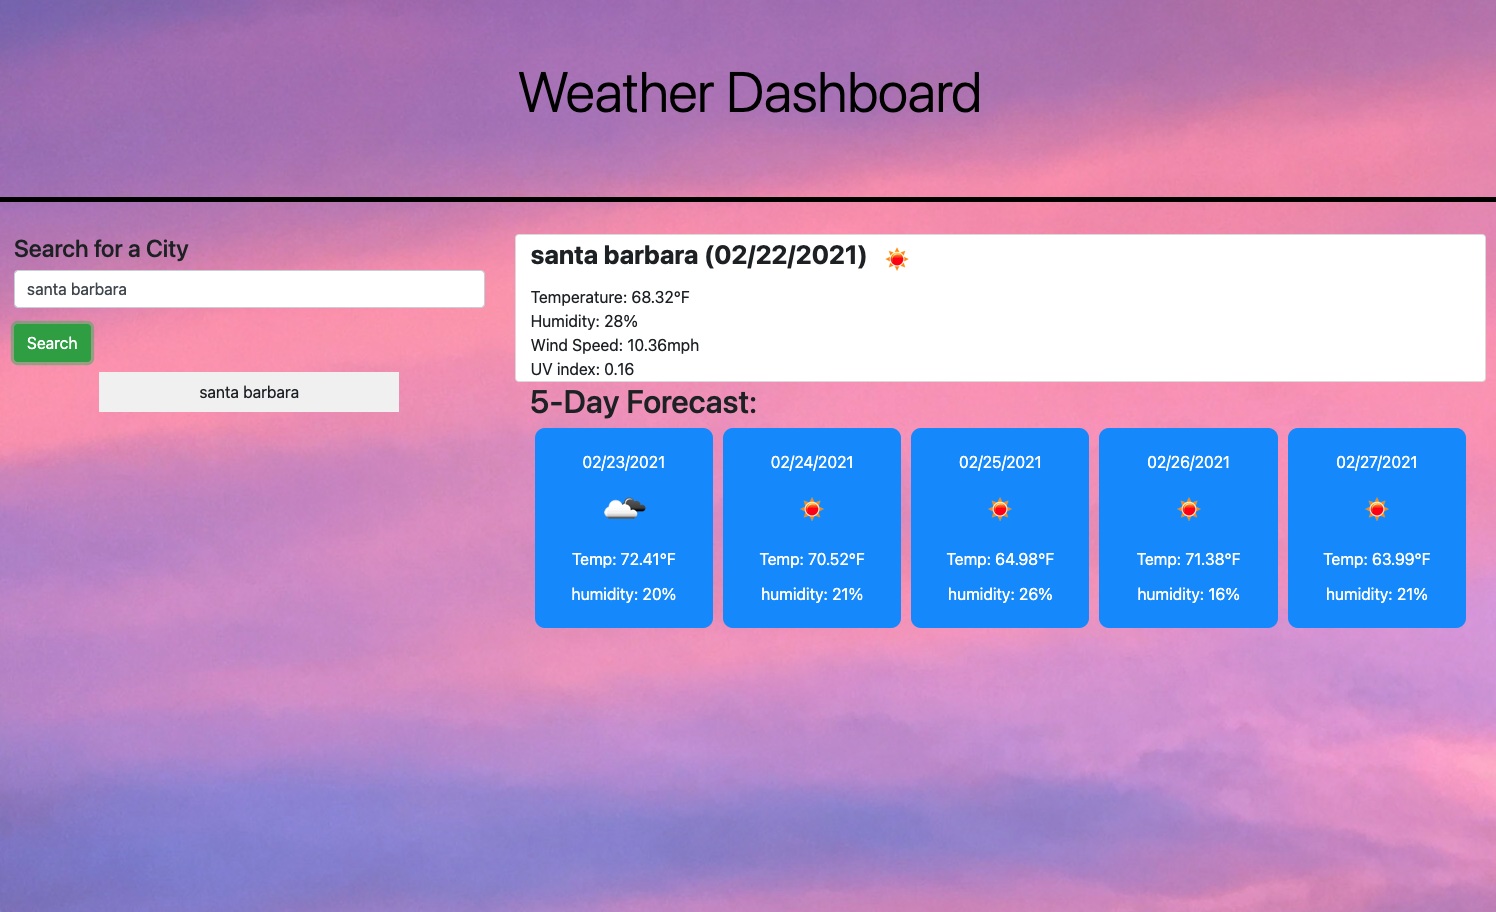 Weather Dashboard
Search for a City
santa barbara
Search
santa barbara
santa barbara (02/22/2021)
Temperature: 68.32°F
Humidity: 28%
Wind Speed: 10.36mph
UV index: 0.16
5-Day Forecast:
02/23/2021
Temp: 72.41°F
humidity: 20%
02/24/2021
Temp: 70.52°F
humidity: 21%
02/25/2021
Temp: 64.98°F
humidity: 26%
02/26/2021
Temp: 71.38°F
humidity: 16%
02/27/2021
Temp: 63.99°F
humidity: 21%